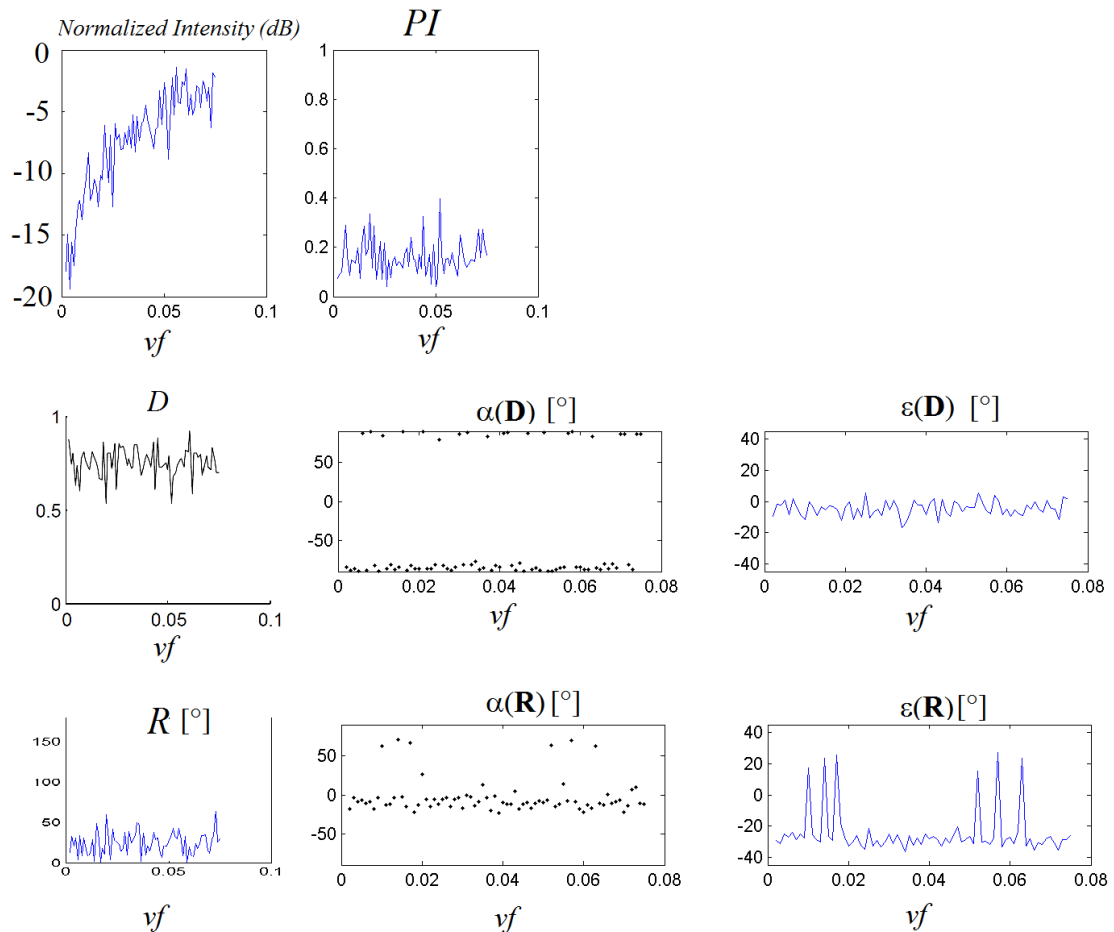 Normalized Intensity (dB)
0
-5
-10
-15
-20
0 0.05 0.1
vf
PI
1
0.8
0.6
0.4
0.2
0
0 0.05 0.1
vf
D
1
0.5
0
0 0.05 0.1
vf
α(D) [°]
50
0
-50
0 0.02 0.04 0.06 0.08
vf
ε(D) [°]
40
20
0
-20
-40
0 0.02 0.04 0.06 0.08
vf
R [°]
150
100
50
0
0 0.05 0.1
vf
α(R) [°]
50
0
-50
0 0.02 0.04 0.06 0.08
vf
ε(R) [°]
40
20
0
-20
-40
0 0.02 0.04 0.06 0.08
vf